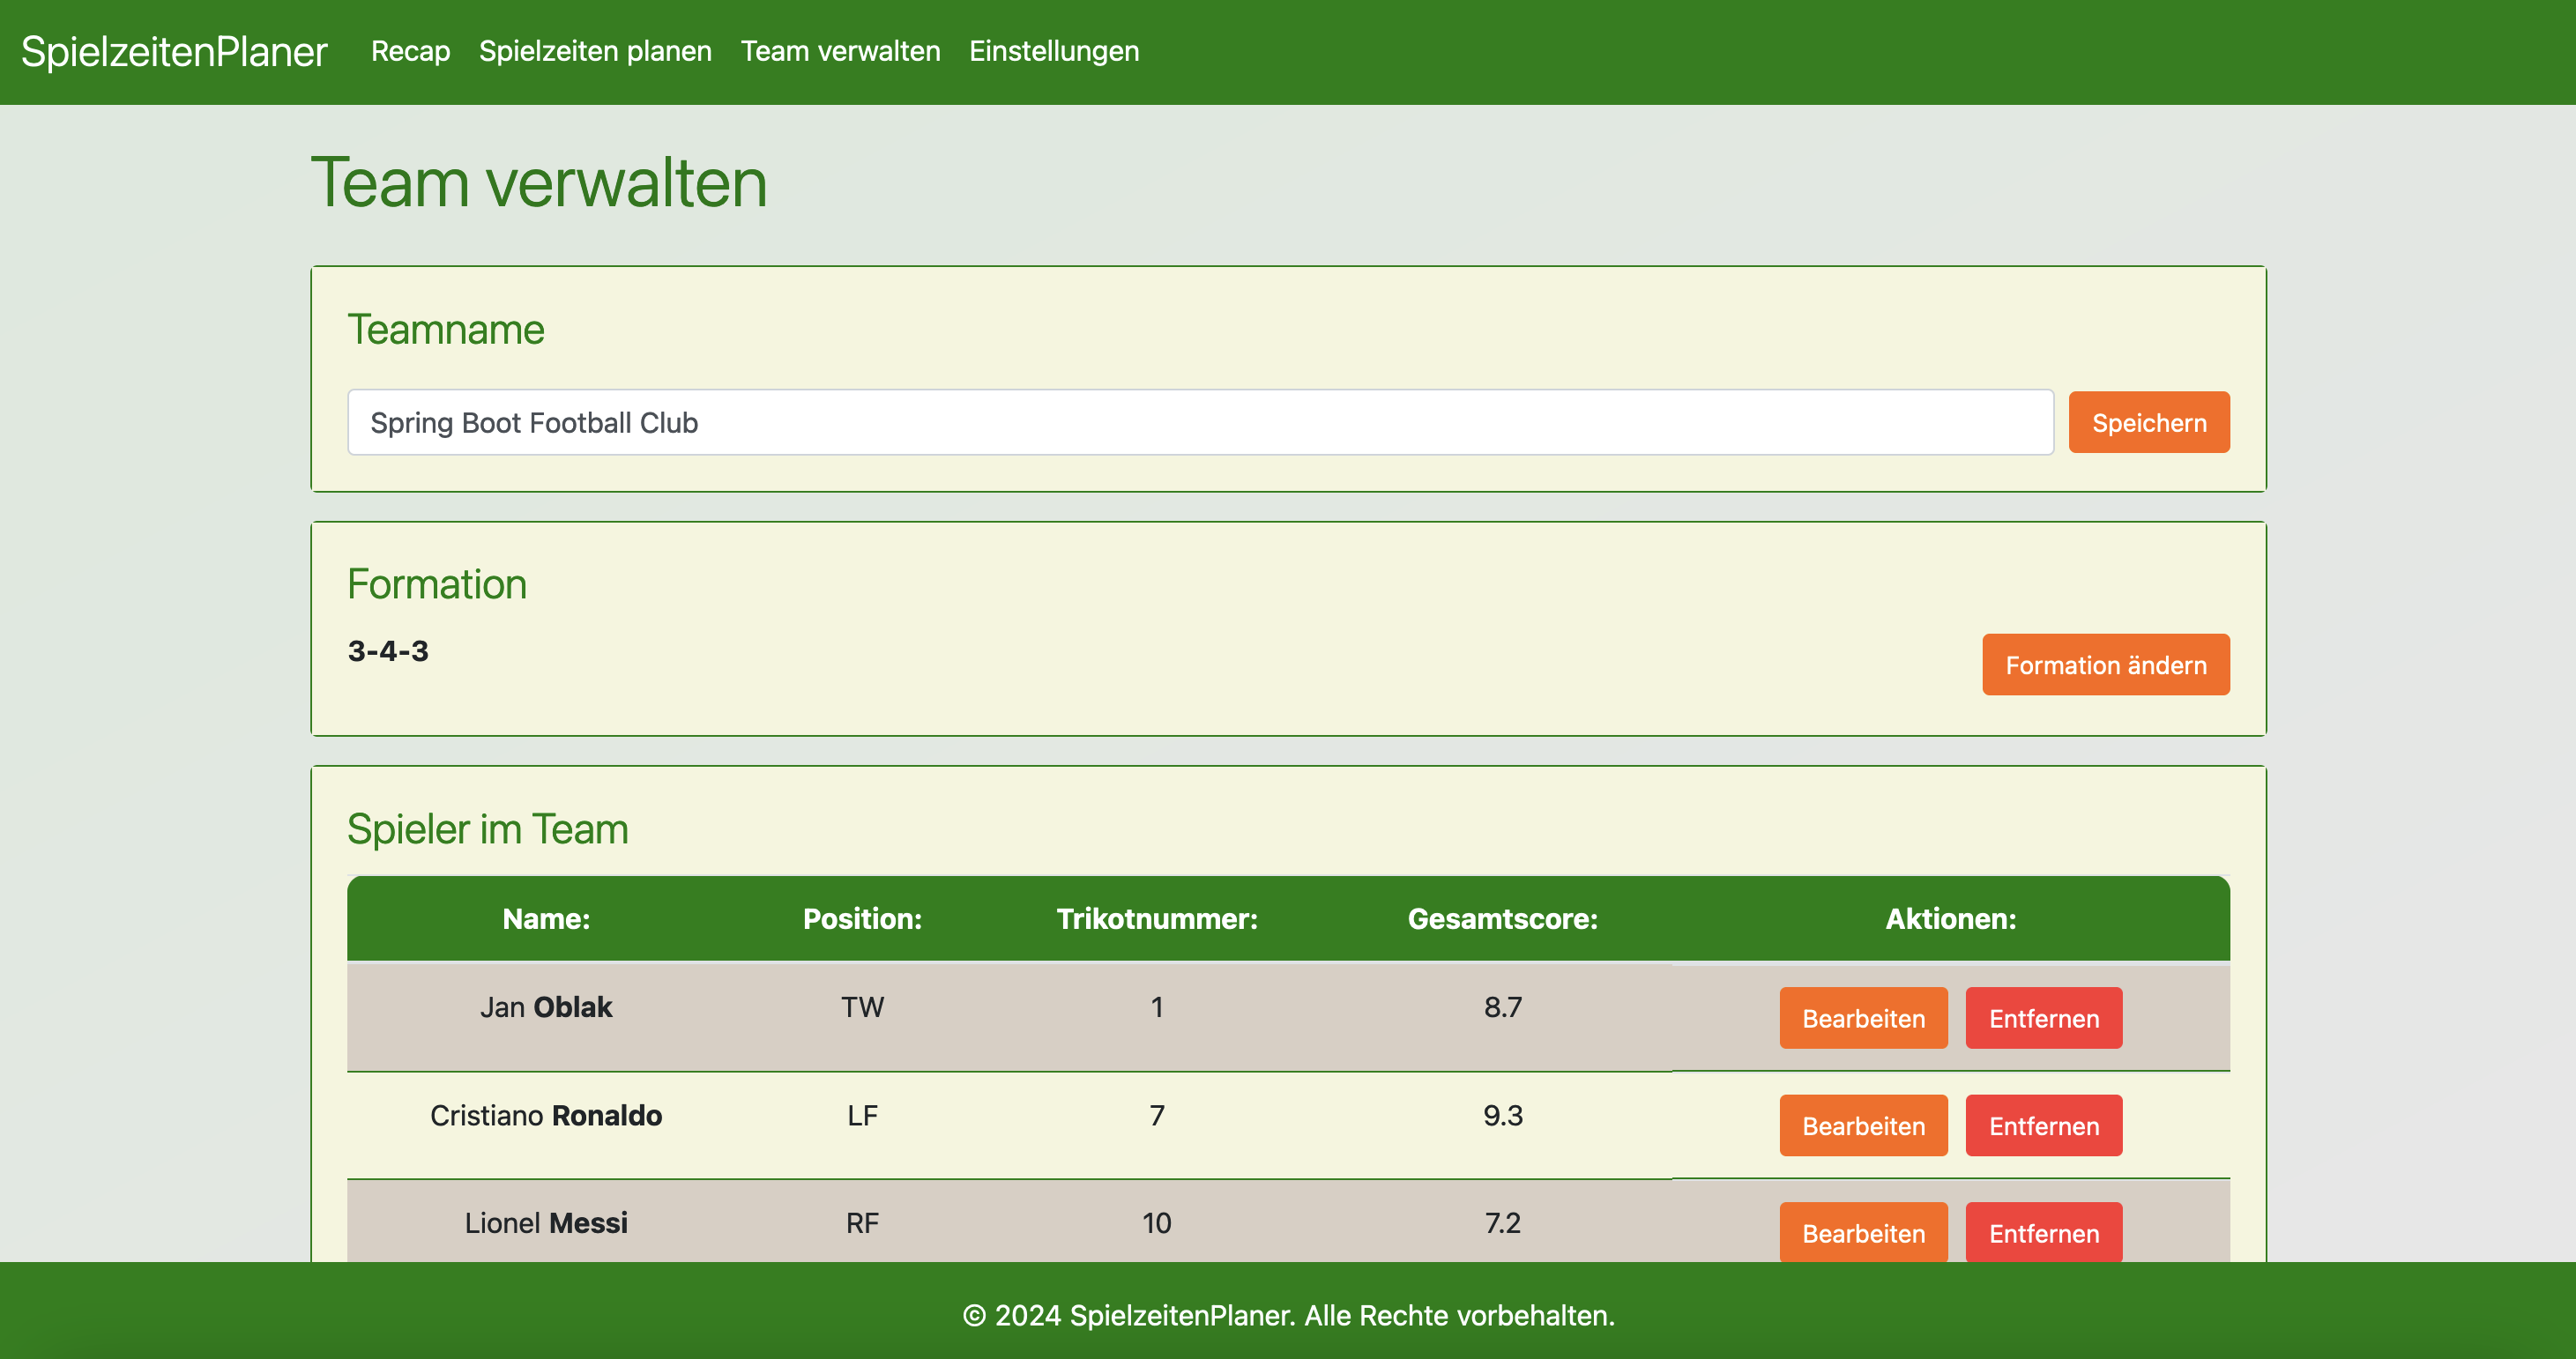 SpielzeitenPlaner Recap Spielzeiten planen Team verwalten Einstellungen
Team verwalten
Teamname
Spring Boot Football Club Speichern
Formation
3-4-3
Formation ändern
Spieler im Team
Name: Position: Trikotnummer: Gesamtscore: Aktionen:
Jan Oblak TW 1 8.7 Bearbeiten Entfernen
Cristiano Ronaldo LF 7 9.3 Bearbeiten Entfernen
Lionel Messi RF 10 7.2 Bearbeiten Entfernen
© 2024 SpielzeitenPlaner. Alle Rechte vorbehalten.